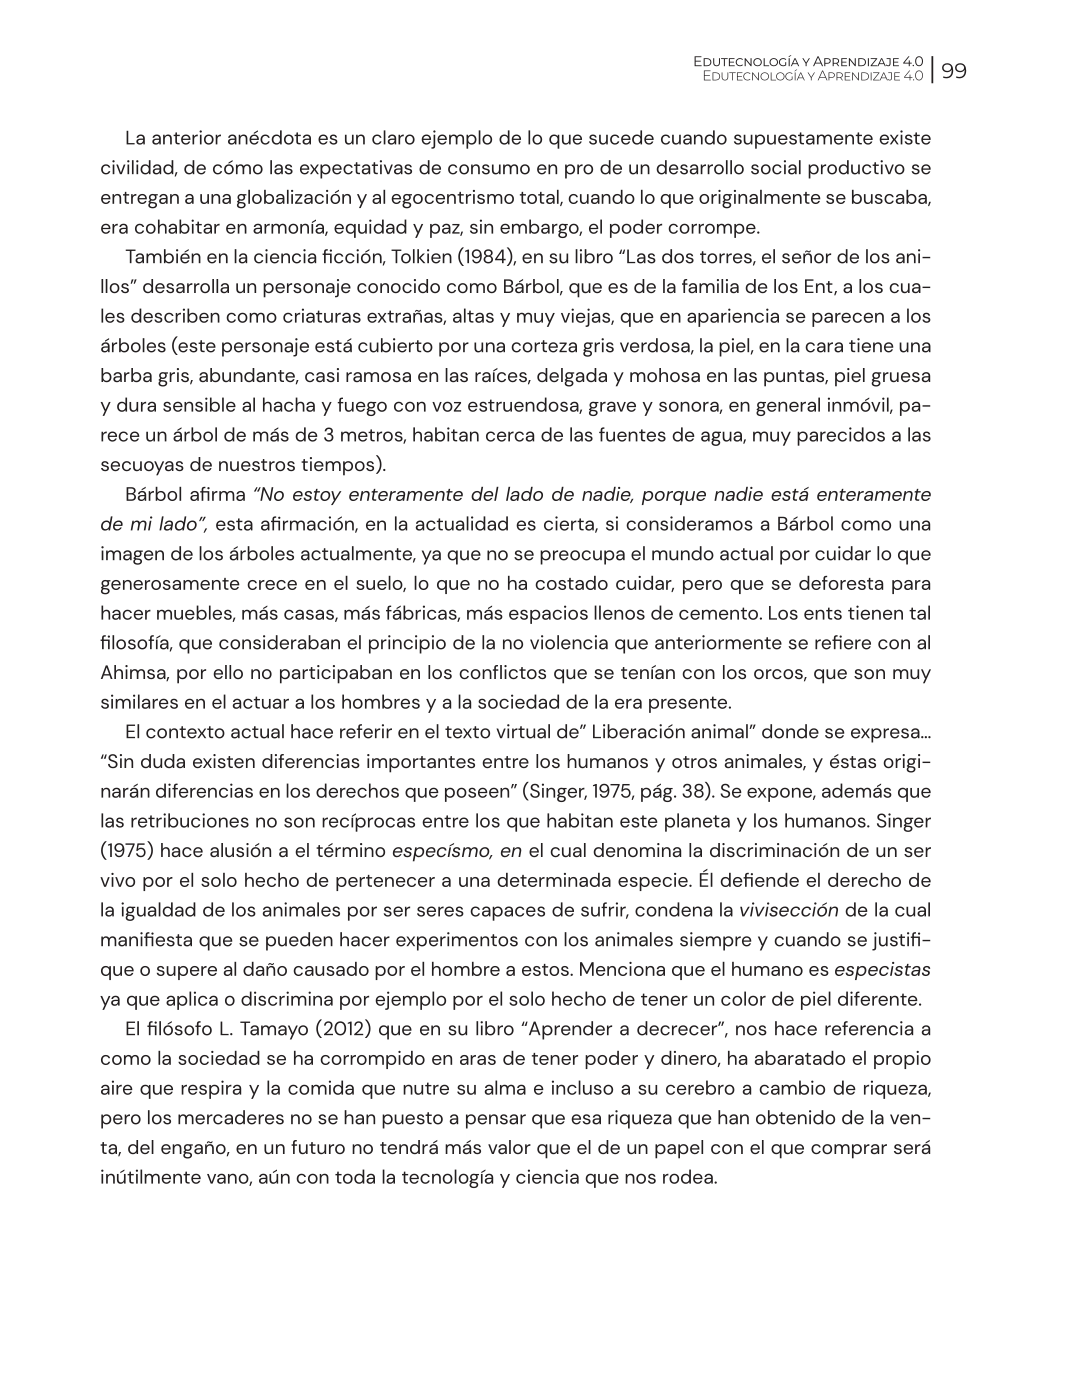 Edutecnología y Aprendizaje 4.0
Edutecnología y Aprendizaje 4.0
99
La anterior anécdota es un claro ejemplo de lo que sucede cuando supuestamente existe
civilidad, de cómo las expectativas de consumo en pro de un desarrollo social productivo se
entregan a una globalización y al egocentrismo total, cuando lo que originalmente se buscaba,
era cohabitar en armonía, equidad y paz, sin embargo, el poder corrompe.
También en la ciencia ficción, Tolkien (1984), en su libro “Las dos torres, el señor de los ani-
llos” desarrolla un personaje conocido como Bárbol, que es de la familia de los Ent, a los cua-
les describen como criaturas extrañas, altas y muy viejas, que en apariencia se parecen a los
árboles (este personaje está cubierto por una corteza gris verdosa, la piel, en la cara tiene una
barba gris, abundante, casi ramosa en las raíces, delgada y mohosa en las puntas, piel gruesa
y dura sensible al hacha y fuego con voz estruendosa, grave y sonora, en general inmóvil, pa-
rece un árbol de más de 3 metros, habitan cerca de las fuentes de agua, muy parecidos a las
secuoyas de nuestros tiempos).
Bárbol afirma “No estoy enteramente del lado de nadie, porque nadie está enteramente
de mi lado”, esta afirmación, en la actualidad es cierta, si consideramos a Bárbol como una
imagen de los árboles actualmente, ya que no se preocupa el mundo actual por cuidar lo que
generosamente crece en el suelo, lo que no ha costado cuidar, pero que se deforesta para
hacer muebles, más casas, más fábricas, más espacios llenos de cemento. Los ents tienen tal
filosofía, que consideraban el principio de la no violencia que anteriormente se refiere con al
Ahimsa, por ello no participaban en los conflictos que se tenían con los orcos, que son muy
similares en el actuar a los hombres y a la sociedad de la era presente.
El contexto actual hace referir en el texto virtual de” Liberación animal” donde se expresa...
“Sin duda existen diferencias importantes entre los humanos y otros animales, y éstas origi-
narán diferencias en los derechos que poseen” (Singer, 1975, pág. 38). Se expone, además que
las retribuciones no son recíprocas entre los que habitan este planeta y los humanos. Singer
(1975) hace alusión a el término especísmo, en el cual denomina la discriminación de un ser
vivo por el solo hecho de pertenecer a una determinada especie. Él defiende el derecho de
la igualdad de los animales por ser seres capaces de sufrir, condena la vivisección de la cual
manifiesta que se pueden hacer experimentos con los animales siempre y cuando se justifi-
que o supere al daño causado por el hombre a estos. Menciona que el humano es especistas
ya que aplica o discrimina por ejemplo por el solo hecho de tener un color de piel diferente.
El filósofo L. Tamayo (2012) que en su libro “Aprender a decrecer”, nos hace referencia a
como la sociedad se ha corrompido en aras de tener poder y dinero, ha abaratado el propio
aire que respira y la comida que nutre su alma e incluso a su cerebro a cambio de riqueza,
pero los mercaderes no se han puesto a pensar que esa riqueza que han obtenido de la ven-
ta, del engaño, en un futuro no tendrá más valor que el de un papel con el que comprar será
inútilmente vano, aún con toda la tecnología y ciencia que nos rodea.